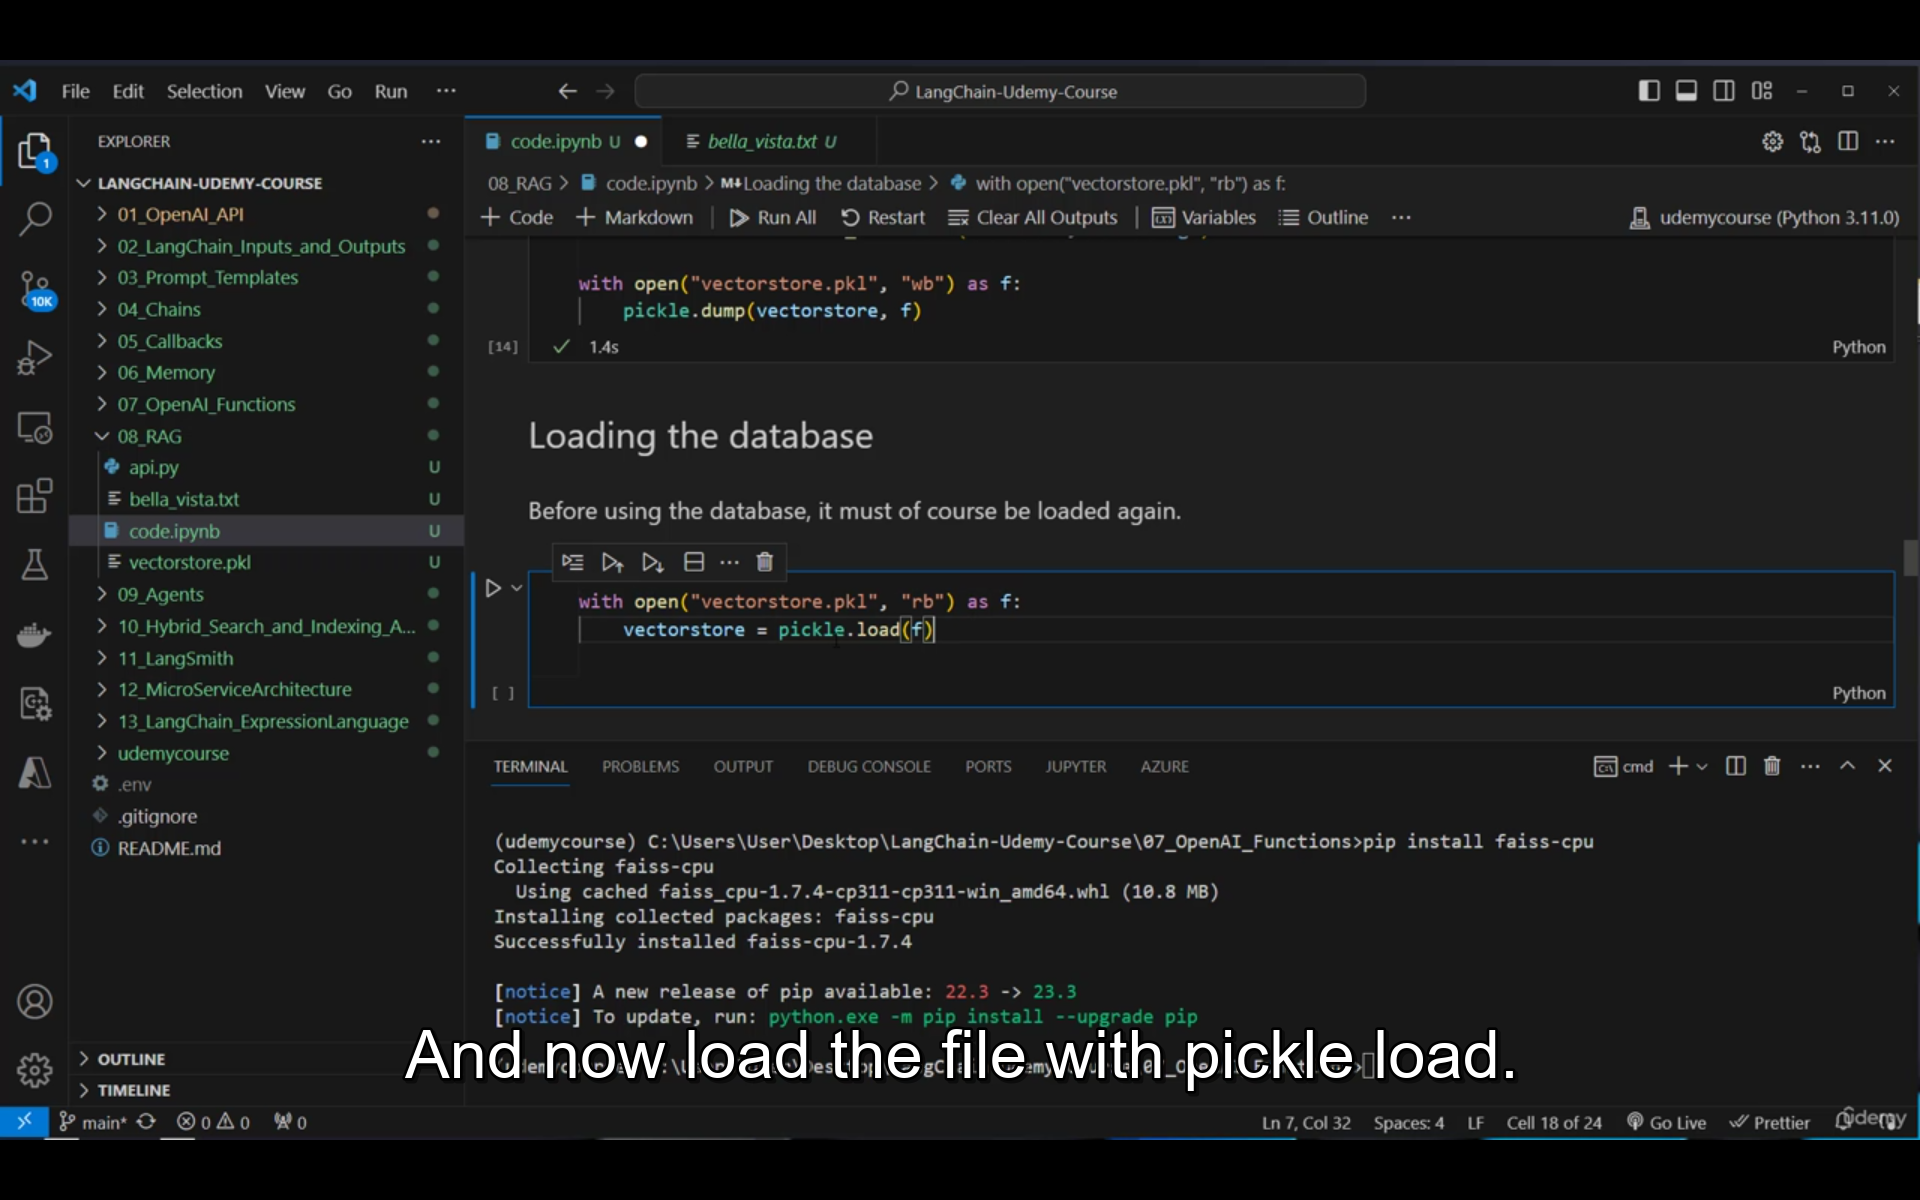 File Edit Selection View Go Run ···
LangChain-Udemy-Course
EXPLORER
1
10K
LANGCHAIN-UDEMY-COURSE
01_OpenAI_API
02_LangChain_Inputs_and_Outputs
03_Prompt_Templates
04_Chains
05_Callbacks
06_Memory
07_OpenAI_Functions
08_RAG
api.py U
bella_vista.txt U
code.ipynb U
vectorstore.pkl U
09_Agents
10_Hybrid_Search_and_Indexing_A...
11_LangSmith
12_MicroServiceArchitecture
13_LangChain_ExpressionLanguage
udemycourse
.env
.gitignore
README.md
OUTLINE
TIMELINE
code.ipynb U
bella_vista.txt U
08_RAG > code.ipynb > M↓Loading the database > with open("vectorstore.pkl", "rb") as f:
+ Code + Markdown Run All Restart Clear All Outputs Variables Outline ··· udemycourse (Python 3.11.0)
with open("vectorstore.pkl", "wb") as f:
pickle.dump(vectorstore, f)
[14] ✓ 1.4s Python
Loading the database
Before using the database, it must of course be loaded again.
with open("vectorstore.pkl", "rb") as f:
vectorstore = pickle.load(f)
[ ] Python
TERMINAL PROBLEMS OUTPUT DEBUG CONSOLE PORTS JUPYTER AZURE
cmd
(udemycourse) C:\Users\User\Desktop\LangChain-Udemy-Course\07_OpenAI_Functions>pip install faiss-cpu
Collecting faiss-cpu
Using cached faiss_cpu-1.7.4-cp311-cp311-win_amd64.whl (10.8 MB)
Installing collected packages: faiss-cpu
Successfully installed faiss-cpu-1.7.4
[notice] A new release of pip available: 22.3 -> 23.3
[notice] To update, run: python.exe -m pip install --upgrade pip
And now load the file with pickle load.
main* 0 0 0
Ln 7, Col 32 Spaces: 4 LF Cell 18 of 24 Go Live Prettier
udemy